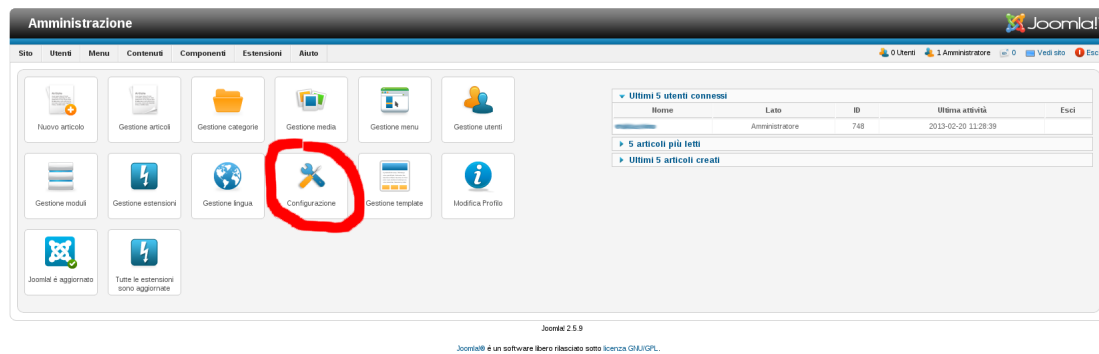 Amministrazione
Joomla!
Sito Utenti Menu Contenuti Componenti Estensioni Aiuto
0 Utenti 1 Amministratore 0 Vedi sito Esc
Nuovo articolo
Gestione articoli
Gestione categorie
Gestione media
Gestione menu
Gestione utenti
Gestione moduli
Gestione estensioni
Gestione lingua
Configurazione
Gestione template
Modifica Profilo
Joomla! é aggiornato
Tutte le estensioni
sono aggiornate
Ultimi 5 utenti connessi
Nome Lato ID Ultima attività Esci
Amministratore 748 2013-02-20 11:28:39
5 articoli più letti
Ultimi 5 articoli creati
Joomla! 2.5.9
Joomla!® é un software libero rilasciato sotto licenza GNU/GPL.